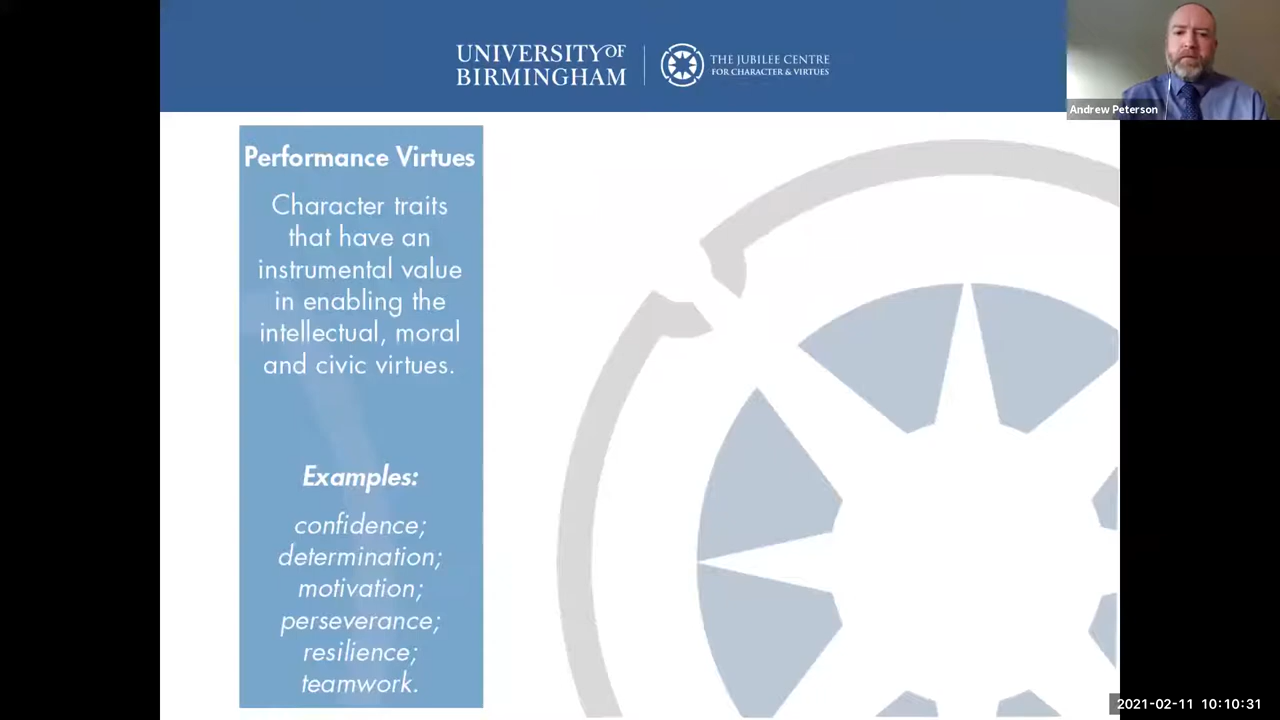 UNIVERSITY OF
BIRMINGHAM
THE JUBILEE CENTRE
FOR CHARACTER & VIRTUES
Andrew Peterson
Performance Virtues
Character traits
that have an
instrumental value
in enabling the
intellectual, moral
and civic virtues.
Examples:
confidence;
determination;
motivation;
perseverance;
resilience;
teamwork.
2021-02-11 10:10:31